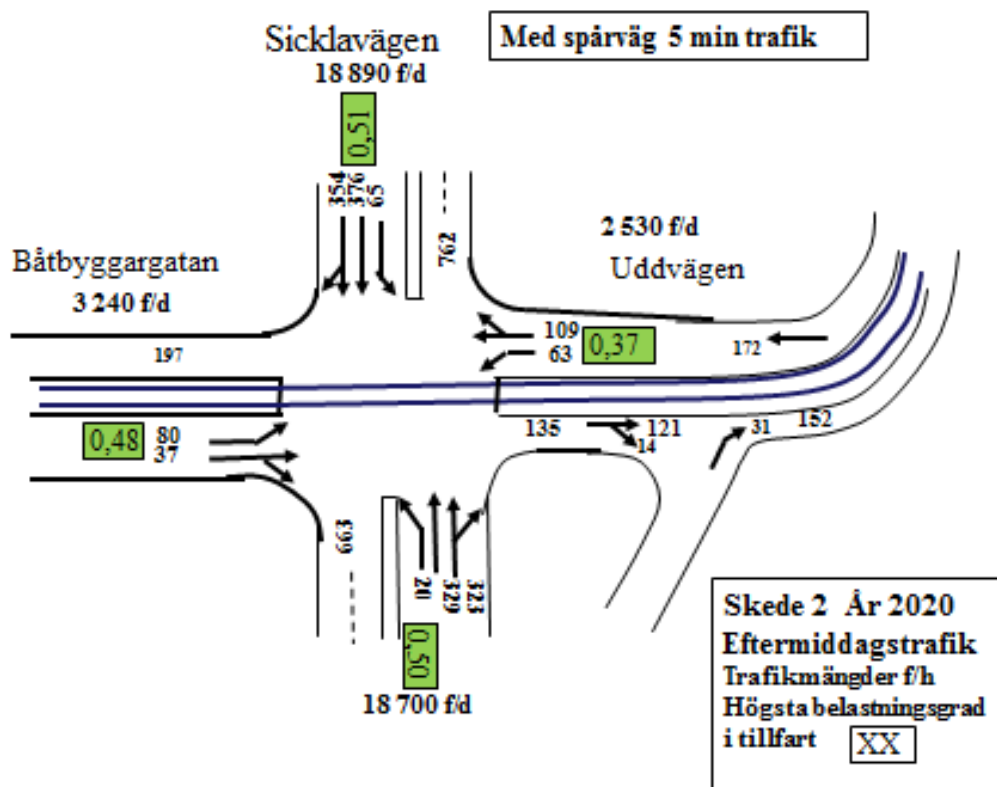 Sicklavägen
18 890 f/d
Med spårväg 5 min trafik
0,51
354
376
65
762
2 530 f/d
Uddvägen
Båtbyggargatan
3 240 f/d
197
109
63
0,37
172
0,48
80
37
135
121
14
31
152
663
20
329
323
0,50
18 700 f/d
Skede 2 År 2020
Eftermiddagstrafik
Trafikmängder f/h
Högsta belastningsgrad
i tillfart XX